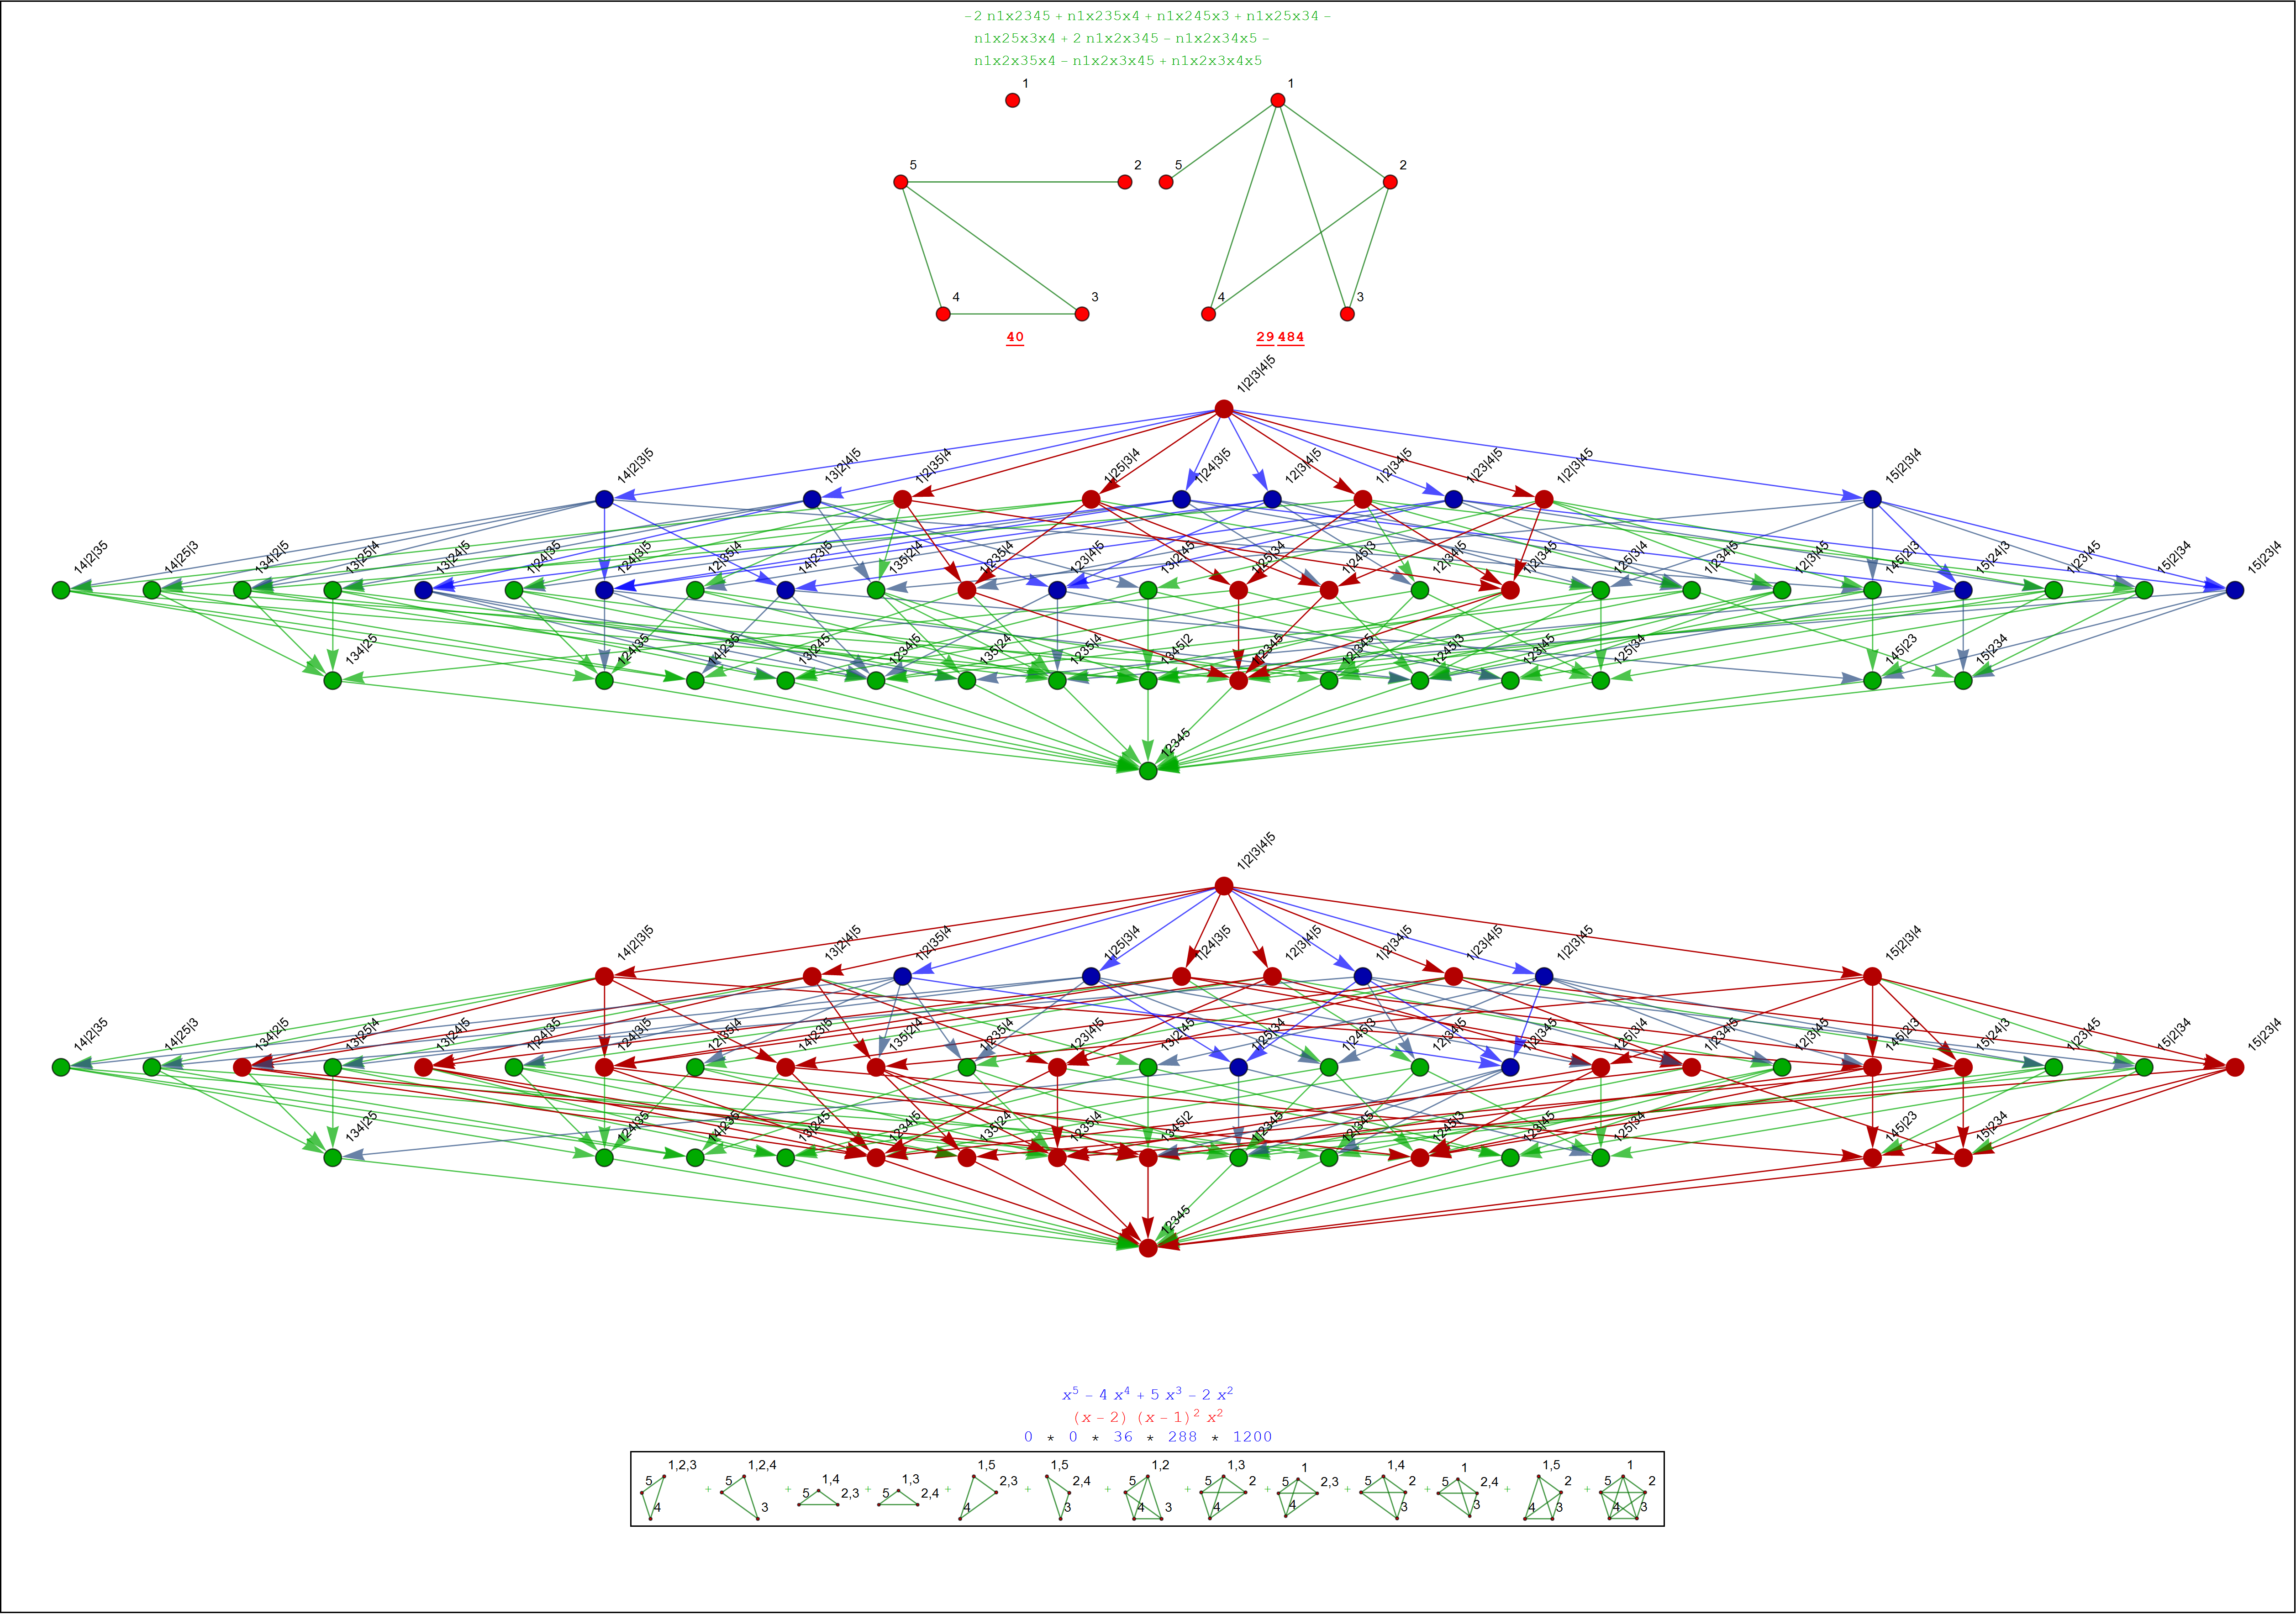 -2 n1x2345 + n1x235x4 + n1x245x3 + n1x25x34 -
n1x25x3x4 + 2 n1x2x345 - n1x2x34x5 -
n1x2x35x4 - n1x2x3x45 + n1x2x3x4x5
1 1
5 2 5 2
4 3 4 3
40 29 484
1|2|3|4|5
14|2|3|5 13|2|4|5 1|2|35|4 1|25|3|4 1|24|3|5 12|3|4|5 1|2|34|5 1|23|4|5 1|2|3|45 15|2|3|4
14|2|35 14|25|3 134|2|5 13|25|4 13|24|5 1|24|35 124|3|5 12|35|4 14|23|5 135|2|4 1|235|4 123|4|5 13|2|45 1|25|34 1|245|3 12|34|5 1|2|345 125|3|4 1|234|5 12|3|45 145|2|3 15|24|3 1|23|45 15|2|34 15|23|4
134|25 124|35 14|235 13|245 1234|5 135|24 1235|4 1345|2 1|2345 12|345 1245|3 123|45 125|34 145|23 15|234
12345
1|2|3|4|5
14|2|3|5 13|2|4|5 1|2|35|4 1|25|3|4 1|24|3|5 12|3|4|5 1|2|34|5 1|23|4|5 1|2|3|45 15|2|3|4
14|2|35 14|25|3 134|2|5 13|25|4 13|24|5 1|24|35 124|3|5 12|35|4 14|23|5 135|2|4 1|235|4 123|4|5 13|2|45 1|25|34 1|245|3 12|34|5 1|2|345 125|3|4 1|234|5 12|3|45 145|2|3 15|24|3 1|23|45 15|2|34 15|23|4
134|25 124|35 14|235 13|245 1234|5 135|24 1235|4 1345|2 1|2345 12|345 1245|3 123|45 125|34 145|23 15|234
12345
x⁵ - 4 x⁴ + 5 x³ - 2 x²
(x - 2) (x - 1)² x²
0 * 0 * 36 * 288 * 1200
1,2,3 1,2,4 1,4 1,3 1,5 1,5 1,2 1,3 1 1,4 1 1,5 1
5 + 5 + 5 2,3 + 5 2,4 + 2,3 + 2,4 + 5 + 5 2 + 5 2,3 + 5 2 + 5 2,4 + 2 + 5 2
4 3 4 3 4 3 4 4 3 3 4 3 4 3